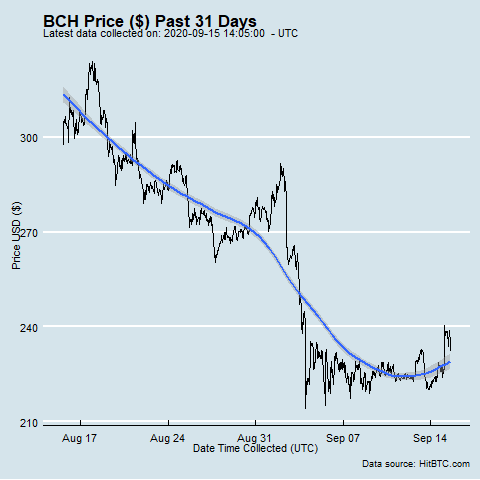 BCH Price ($) Past 31 Days
Latest data collected on: 2020-09-15 14:05:00 - UTC
300
270
240
210
Price USD ($)
Aug 17 Aug 24 Aug 31 Sep 07 Sep 14
Date Time Collected (UTC)
Data source: HitBTC.com